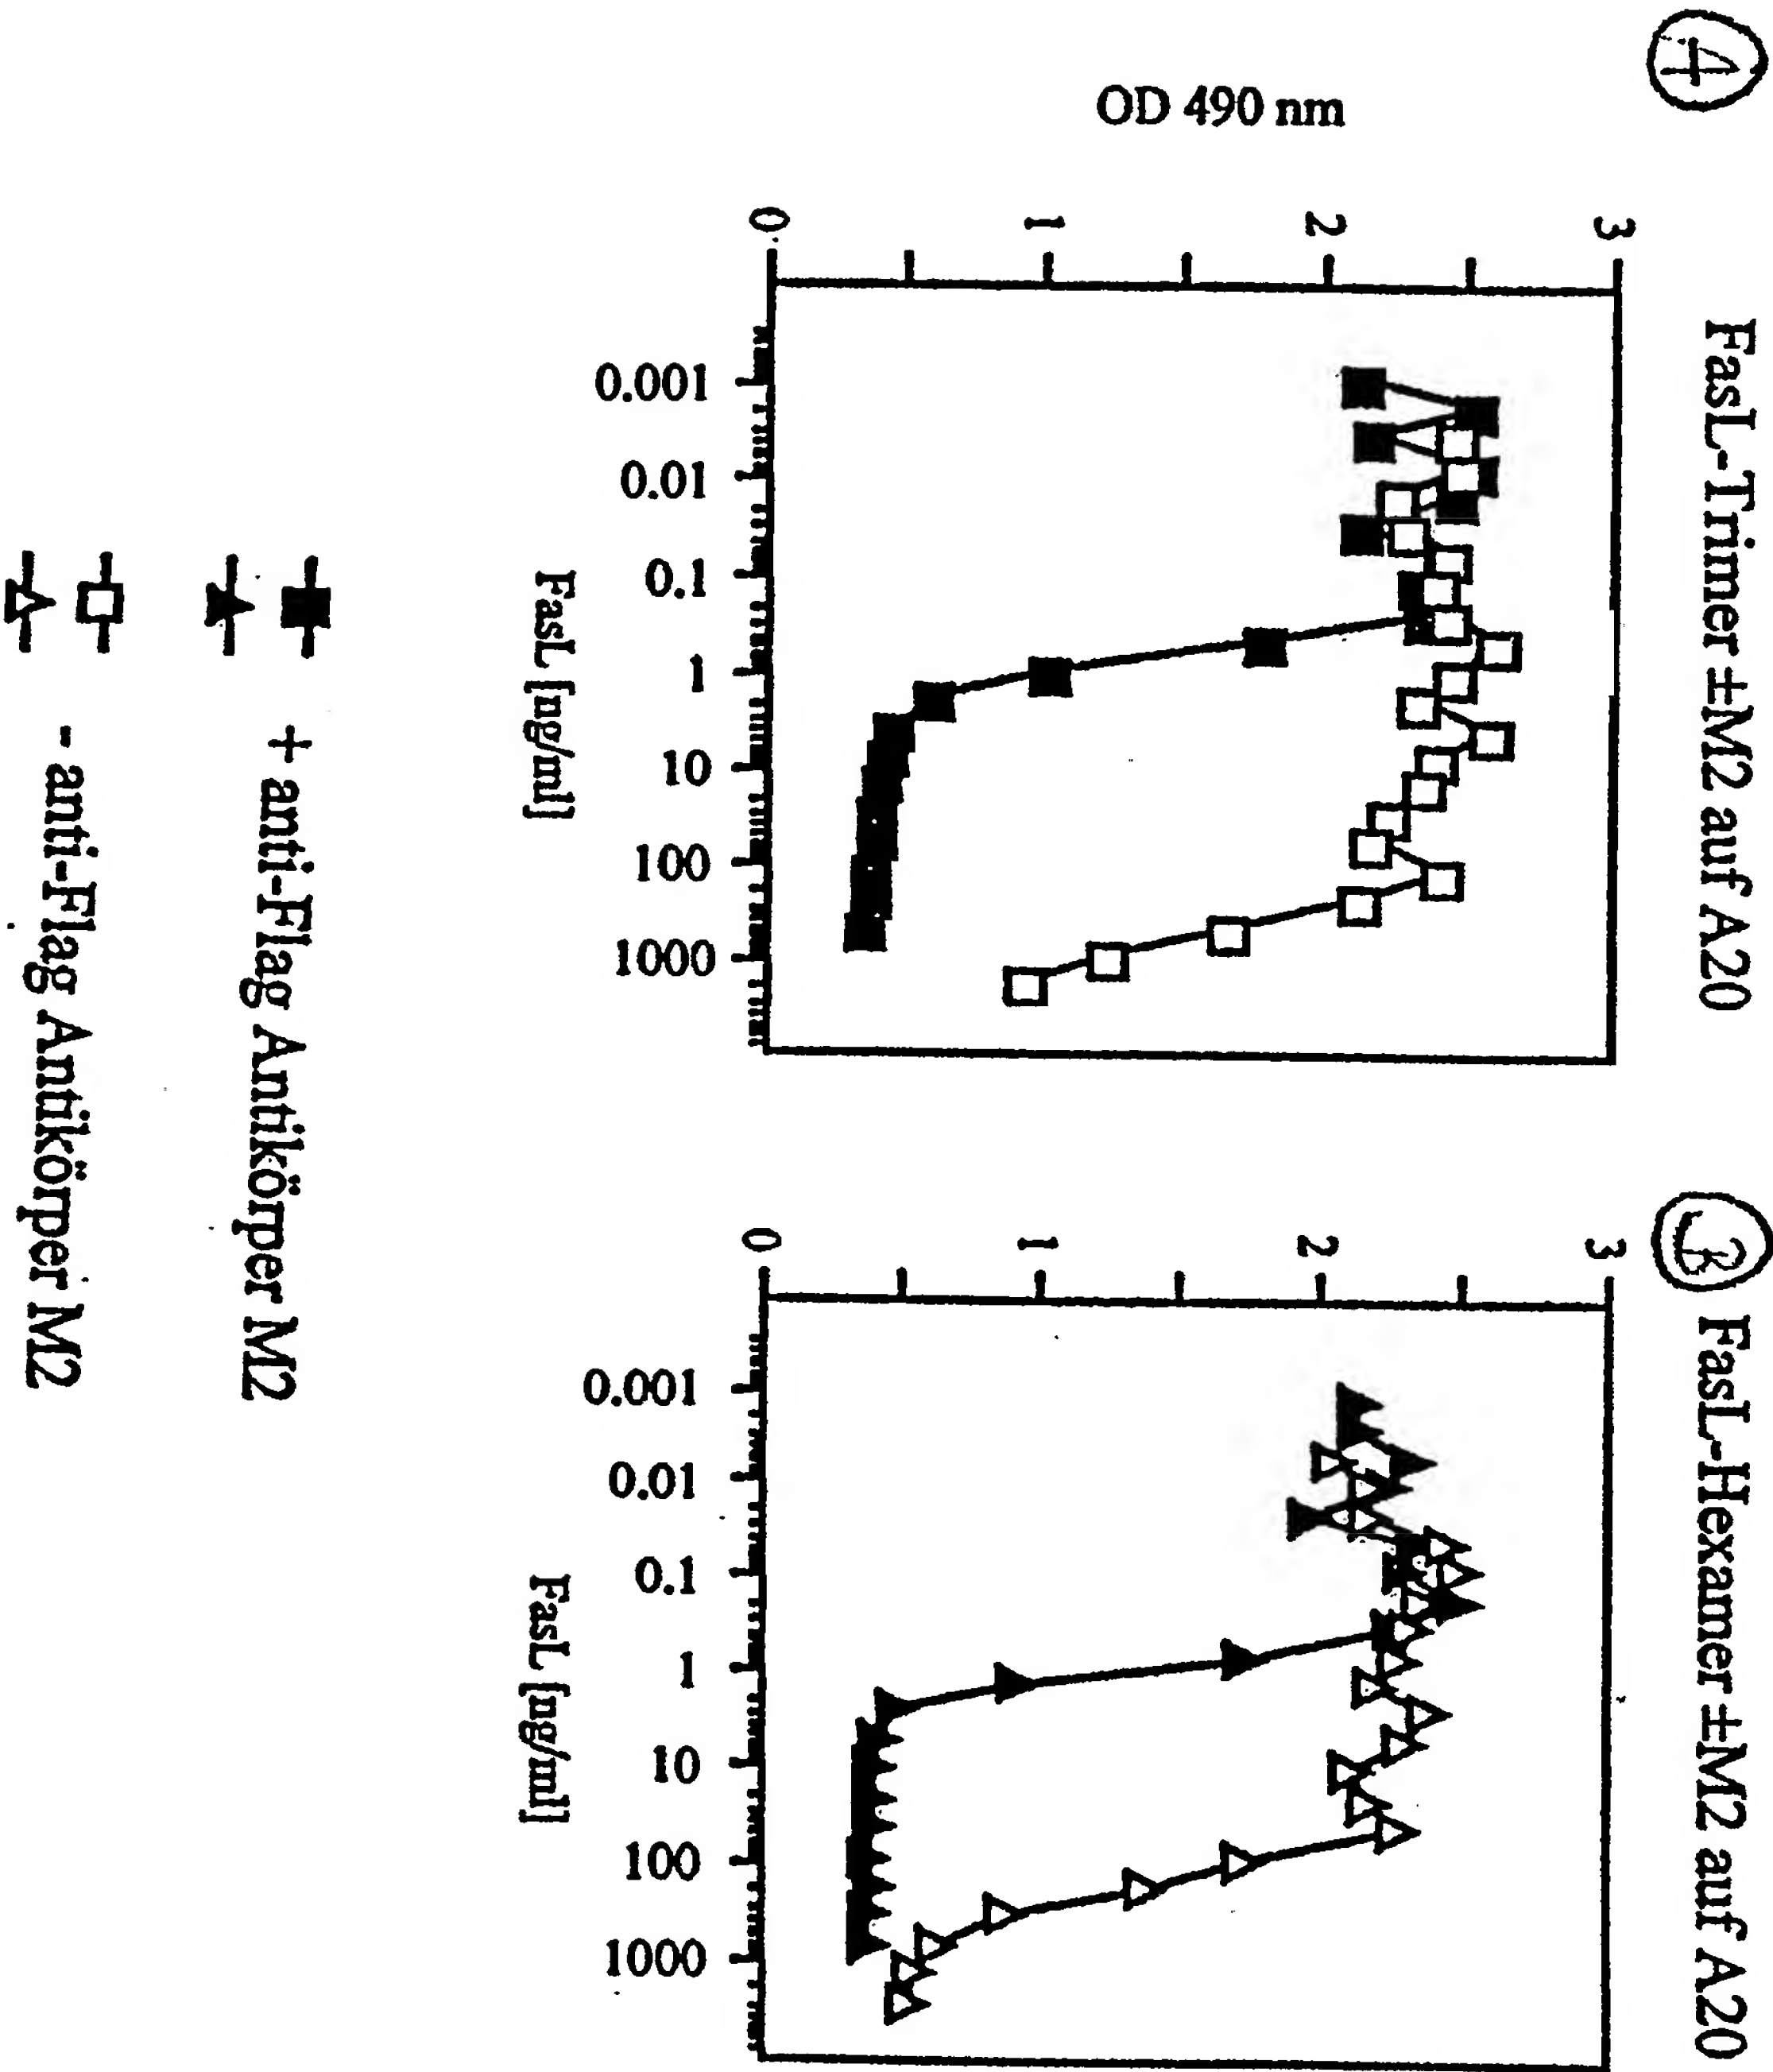 A
FasL-Trimer ±M2 auf A20
OD 490 nm
3
2
1
0
0.001
0.01
0.1
1
10
100
1000
FasL [ng/ml]
B
FasL-Hexamer ±M2 auf A20
3
2
1
0
0.001
0.01
0.1
1
10
100
1000
FasL [ng/ml]
+ anti-Flag Antikörper M2
- anti-Flag Antikörper M2